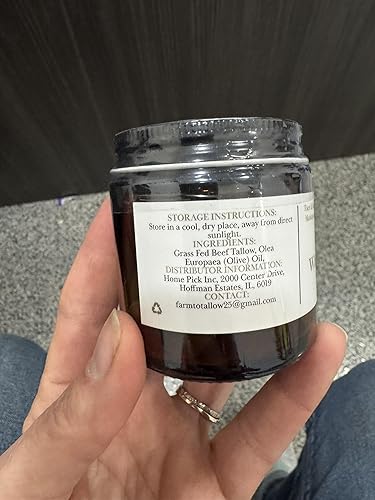 STORAGE INSTRUCTIONS:
Store in a cool, dry place, away from direct
sunlight.
INGREDIENTS:
Grass Fed Beef Tallow, Olea
Europaea (Olive) Oil,
DISTRIBUTOR INFORMATION:
Home Pick Inc, 2000 Center Drive,
Hoffman Estates, IL, 6019
CONTACT:
farmtotallow25@gmail.com